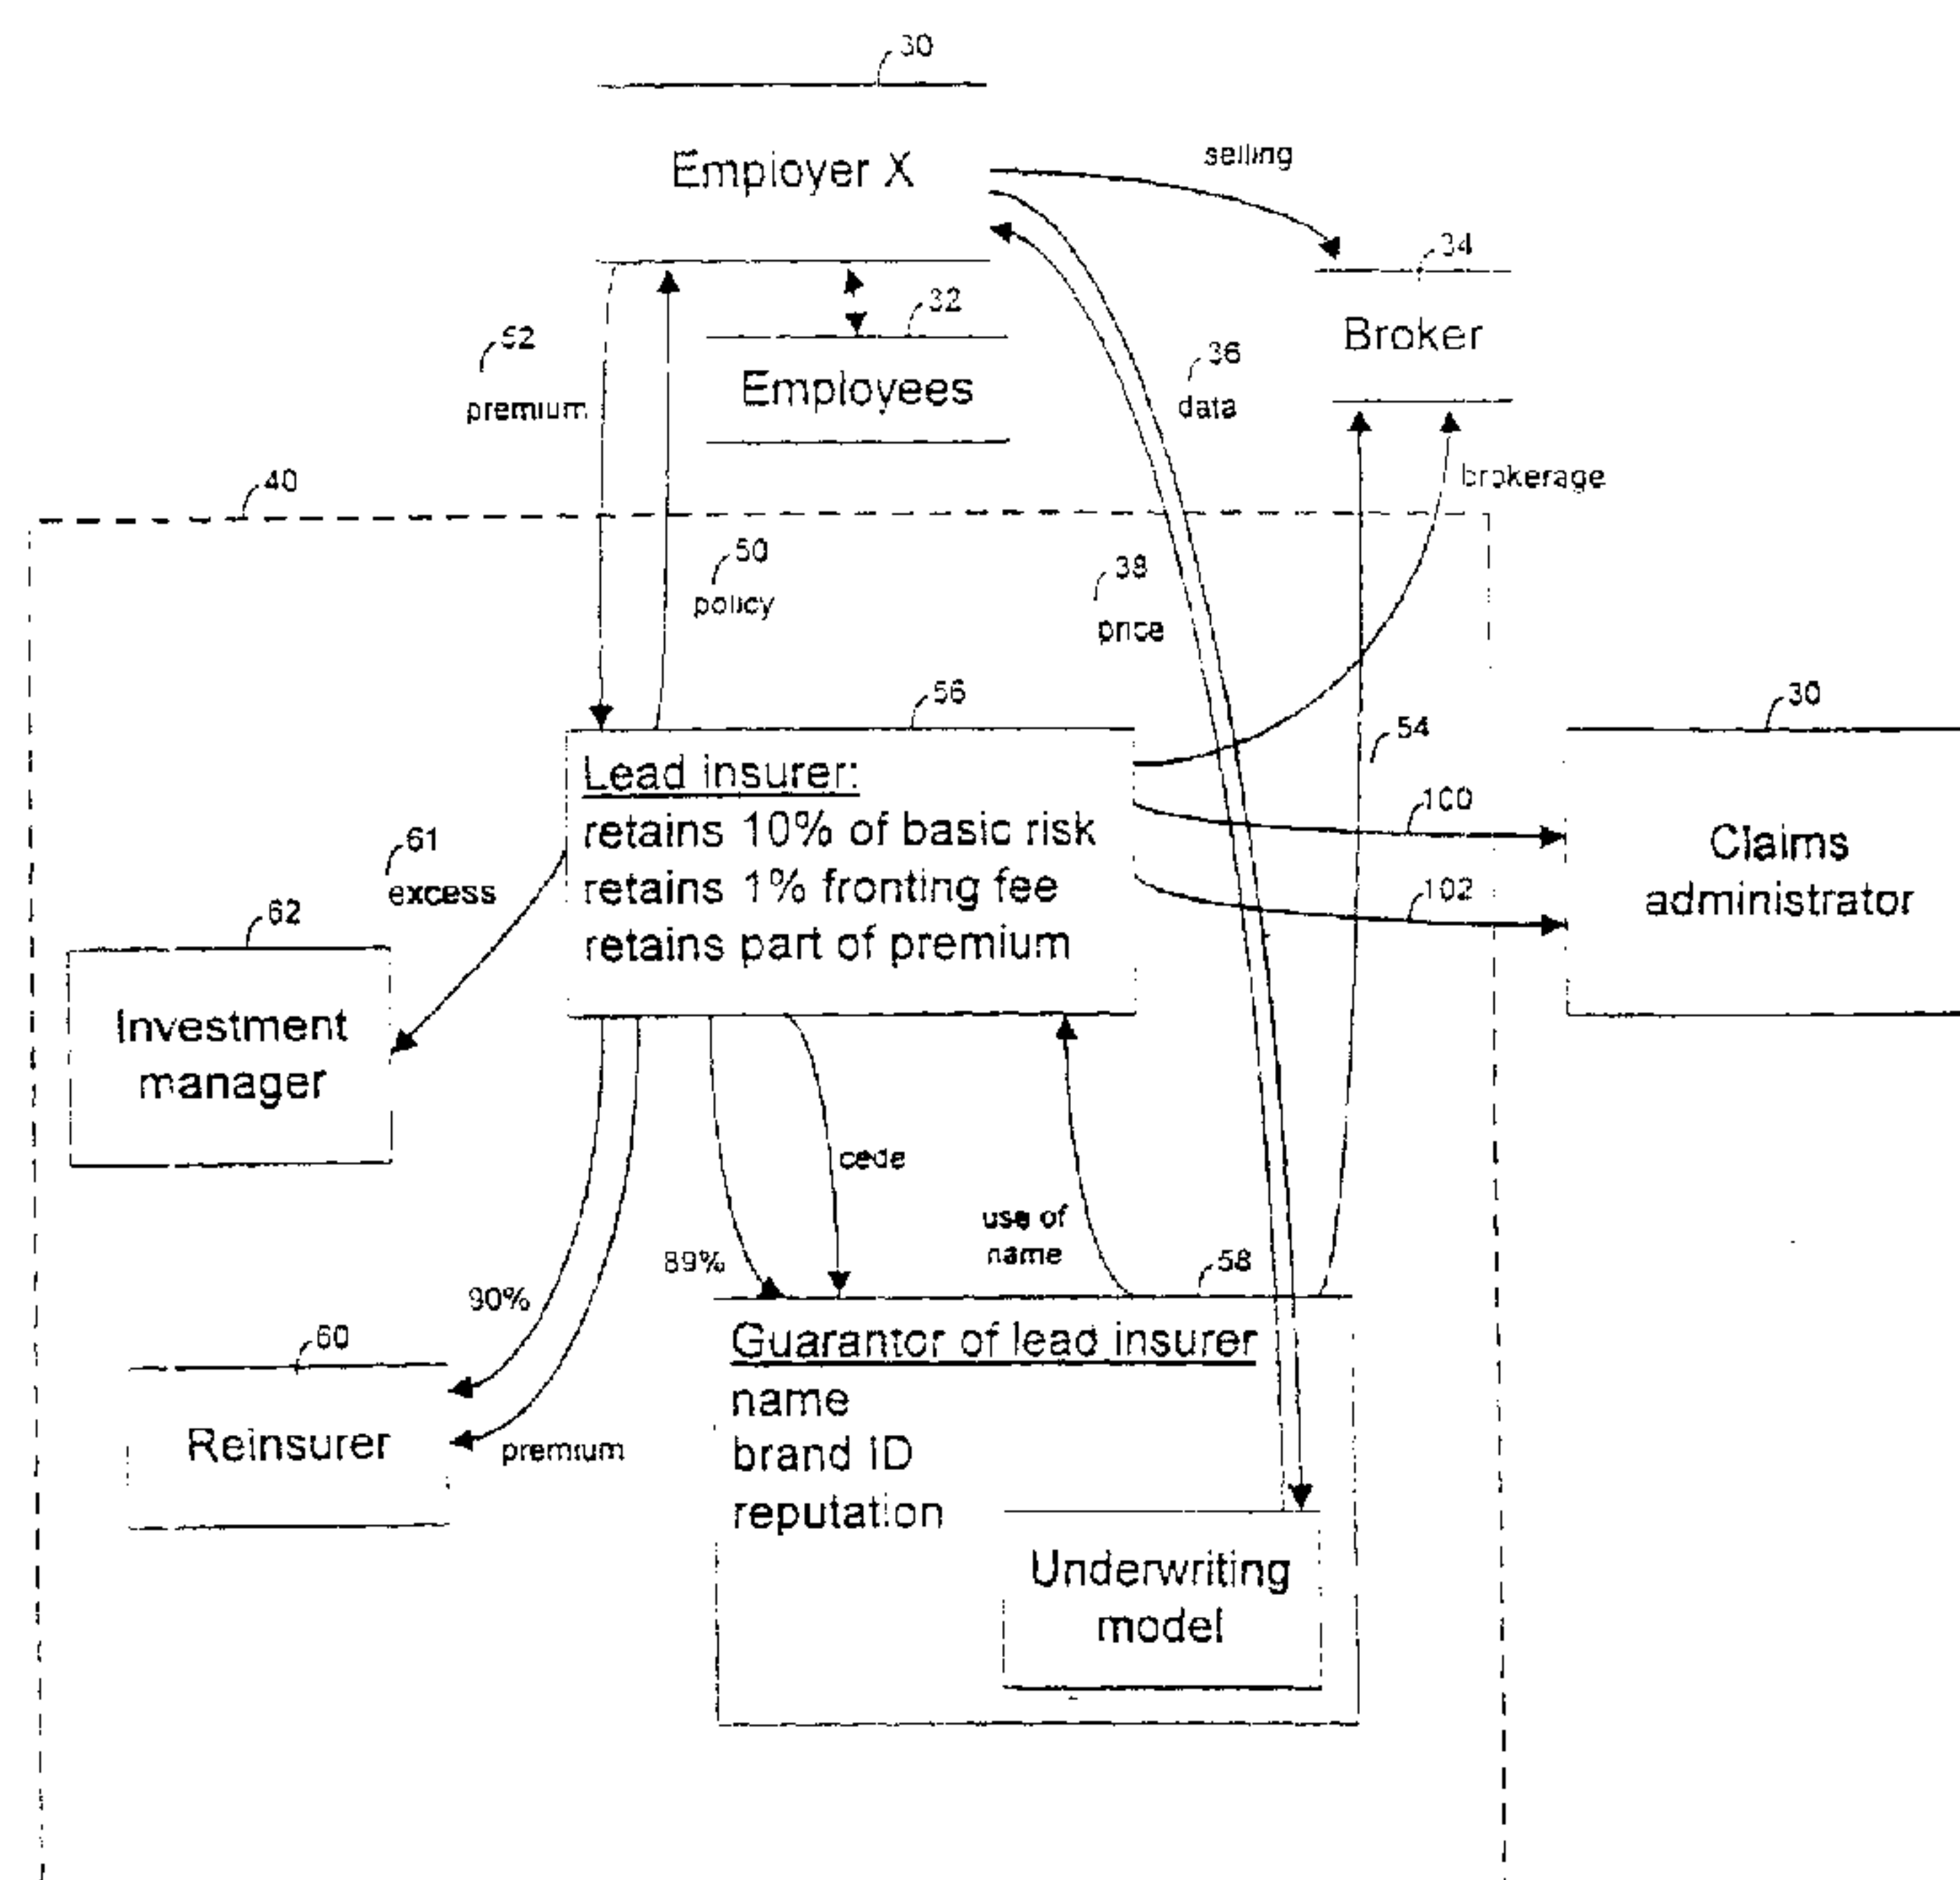 30
Employer X
selling
34
Broker
32
Employees
52
premium
36
data
brokerage
40
50
policy
38
price
56
Lead insurer:
retains 10% of basic risk
retains 1% fronting fee
retains part of premium
54
30
Claims
administrator
100
102
61
excess
62
Investment
manager
cede
use of
name
89%
58
90%
60
Reinsurer
premium
Guarantor of lead insurer
name
brand ID
reputation
Underwriting
model